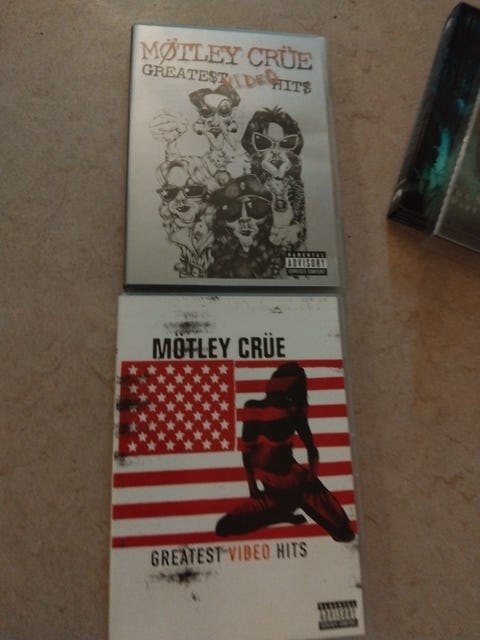 MÖTLEY CRÜE
GREATE$T VIDEO HIT$
PARENTAL
ADVISORY
EXPLICIT CONTENT
MÖTLEY CRÜE
GREATEST VIDEO HITS
PARENTAL
ADVISORY
EXPLICIT CONTENT